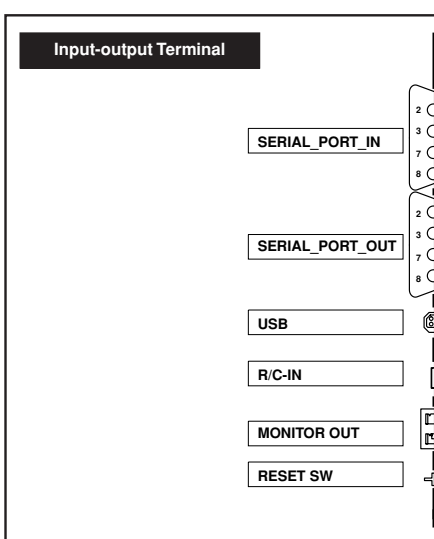 Input-output Terminal
SERIAL_PORT_IN
2
3
7
8
SERIAL_PORT_OUT
2
3
7
8
USB
R/C-IN
MONITOR OUT
RESET SW